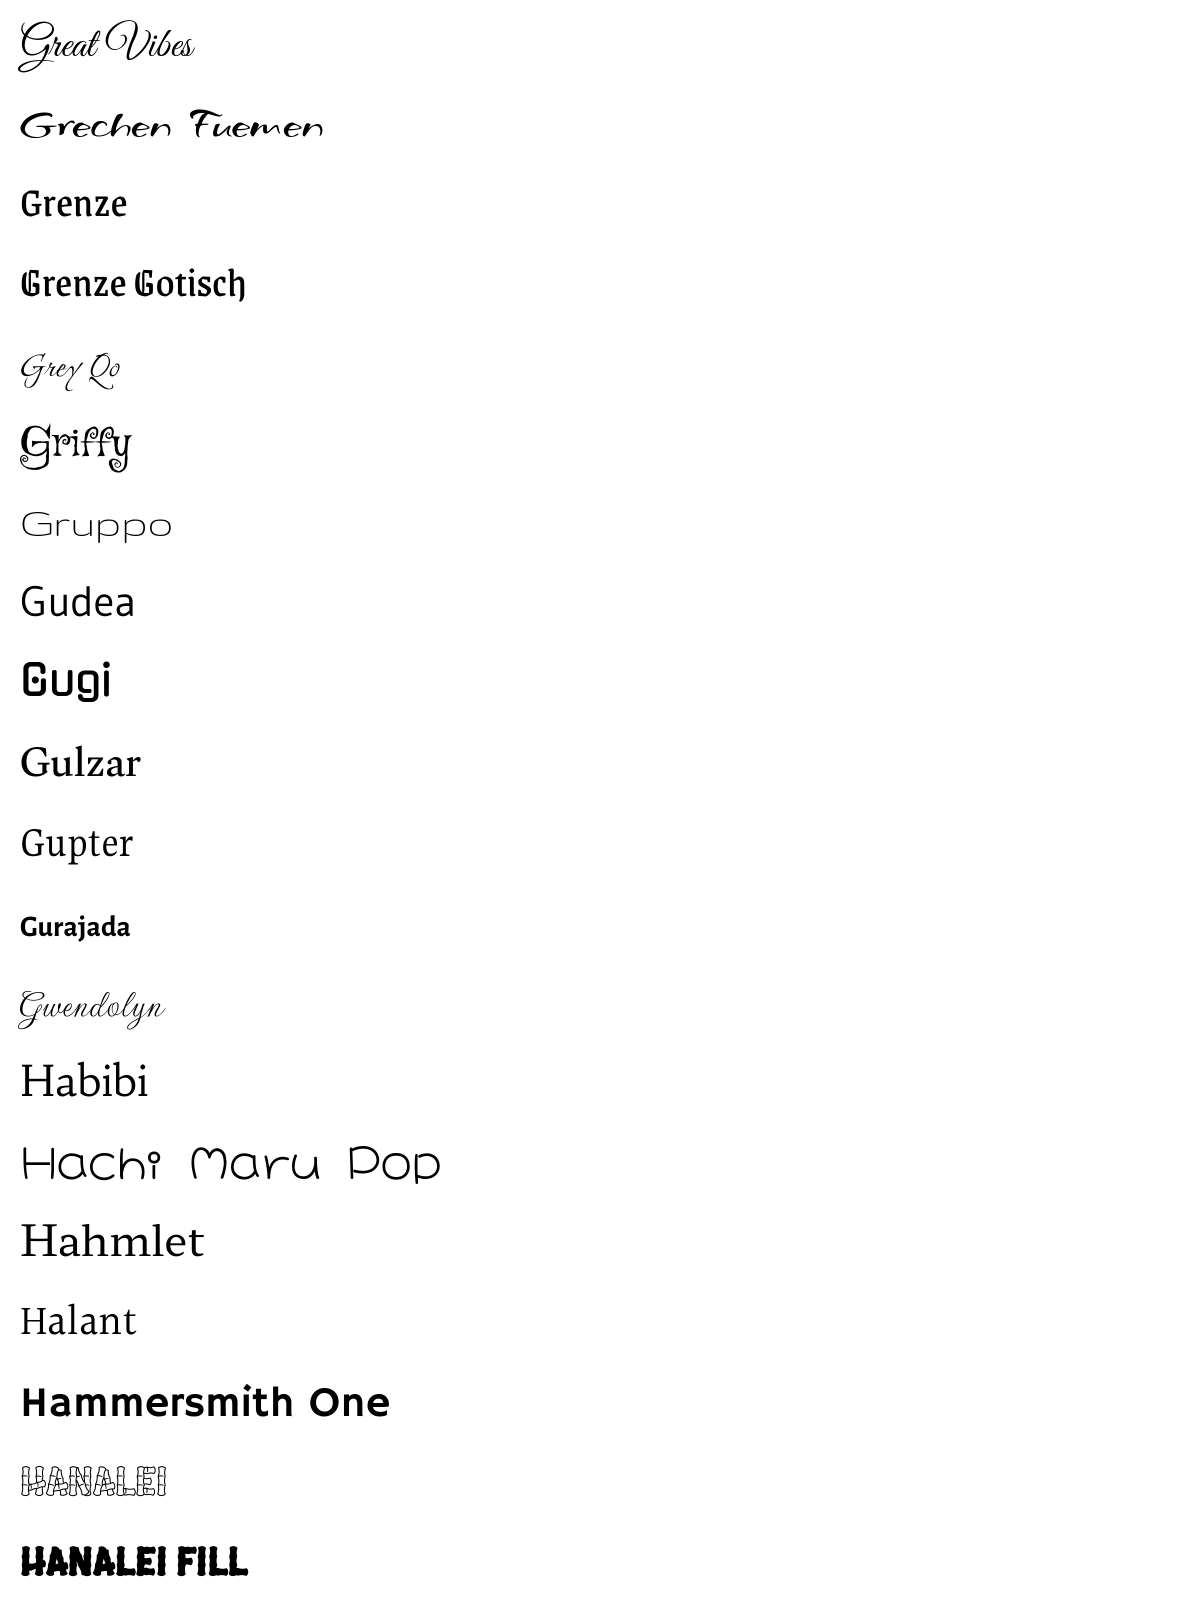 Great Vibes
Grechen Fuemen
Grenze
Grenze Gotisch
Grey Qo
Griffy
Gruppo
Gudea
Gugi
Gulzar
Gupter
Gurajada
Gwendolyn
Habibi
Hachi Maru Pop
Hahmlet
Halant
Hammersmith One
HANALEI
HANALEI FILL